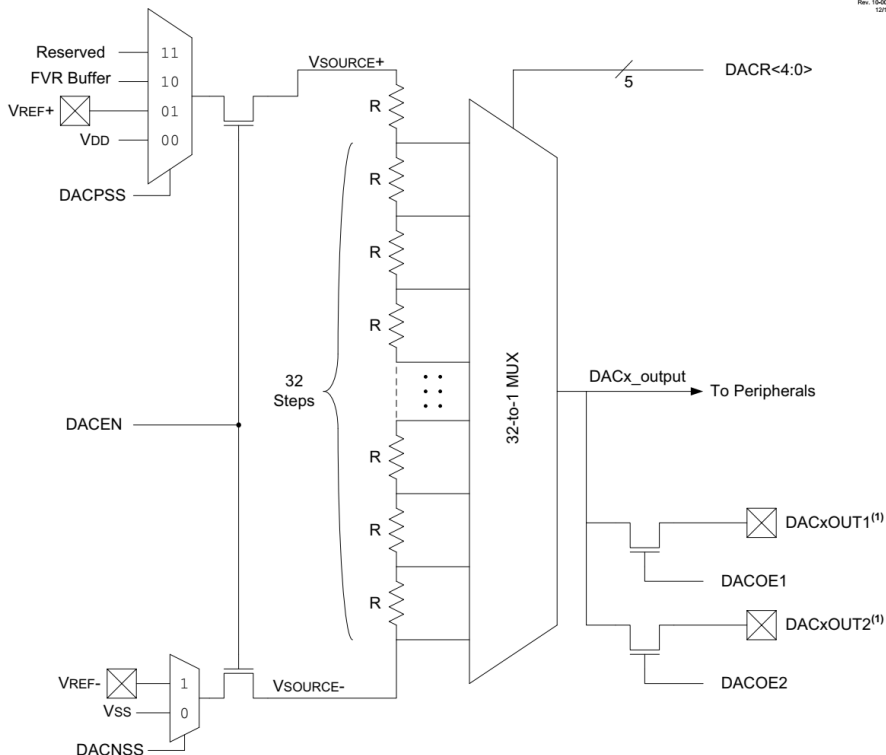 Reserved
11
VSOURCE+
DACR<4:0>
FVR Buffer
10
5
VREF+
01
R
VDD
00
R
DACPSS
R
R
32-to-1 MUX
32
Steps
DACx_output
To Peripherals
DACEN
R
R
DACxOUT1(1)
DACOE1
R
DACxOUT2(1)
VREF-
1
VSOURCE-
DACOE2
VSS
0
DACNSS